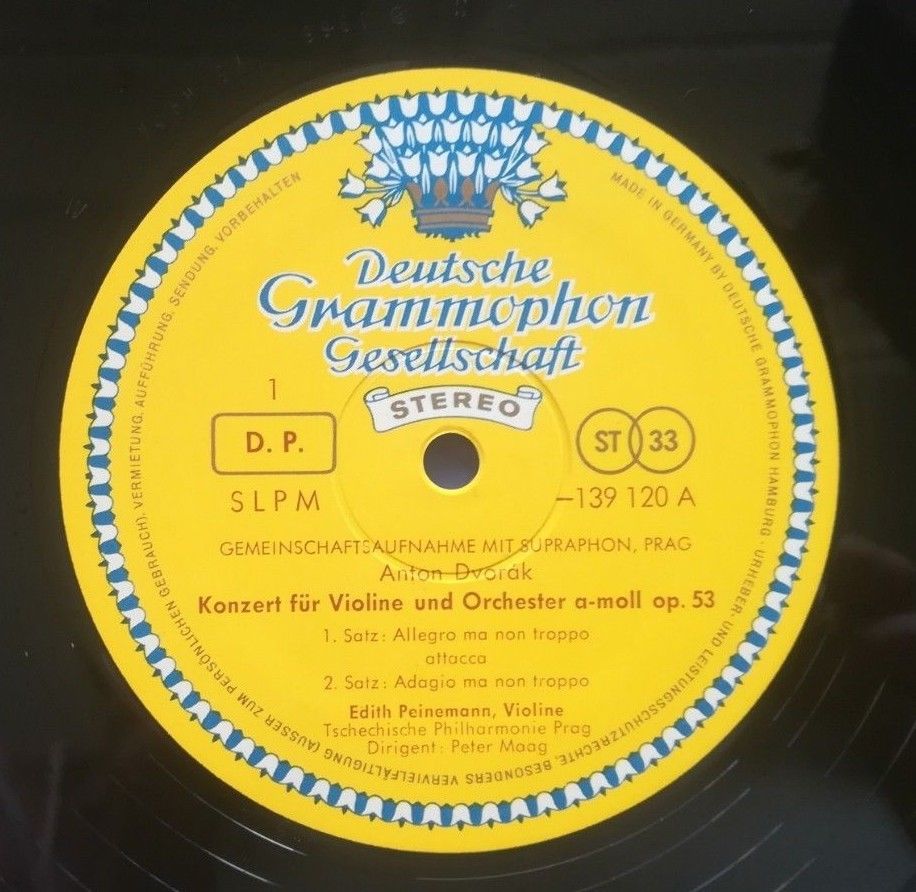 Deutsche
Grammophon
Gesellschaft
STEREO
1
D. P.
ST 33
SLPM
–139 120 A
GEMEINSCHAFTSAUFNAHME MIT SUPRAPHON, PRAG
Anton Dvorák
Konzert für Violine und Orchester a-moll op. 53
1. Satz: Allegro ma non troppo
attacca
2. Satz: Adagio ma non troppo
Edith Peinemann, Violine
Tschechische Philharmonie Prag
Dirigent: Peter Maag
MADE IN GERMANY BY DEUTSCHE GRAMMOPHON HAMBURG · URHEBER- UND LEISTUNGSSCHUTZRECHTE, BESONDERS VERVIELFÄLTIGUNG (AUSSER ZUM PERSÖNLICHEN GEBRAUCH), VERMIETUNG, AUFFÜHRUNG, SENDUNG, VORBEHALTEN